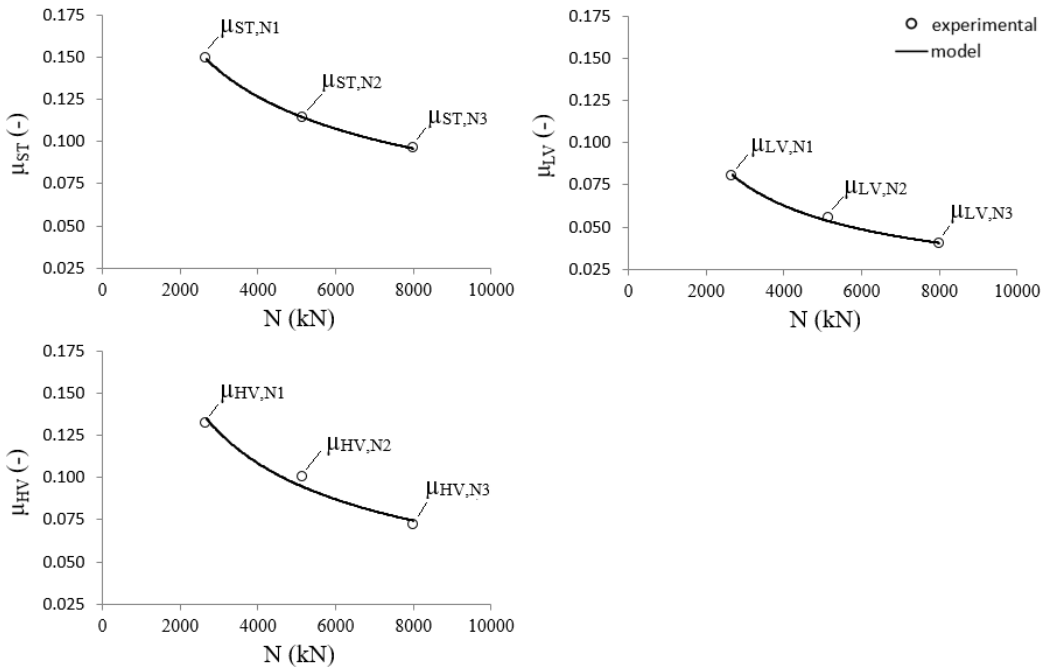 0.175
0.150
0.125
0.100
0.075
0.050
0.025
μST (-)
μST,N1
μST,N2
μST,N3
0 2000 4000 6000 8000 10000
N (kN)
0.175
0.150
0.125
0.100
0.075
0.050
0.025
μLV (-)
experimental
model
μLV,N1
μLV,N2
μLV,N3
0 2000 4000 6000 8000 10000
N (kN)
0.175
0.150
0.125
0.100
0.075
0.050
0.025
μHV (-)
μHV,N1
μHV,N2
μHV,N3
0 2000 4000 6000 8000 10000
N (kN)